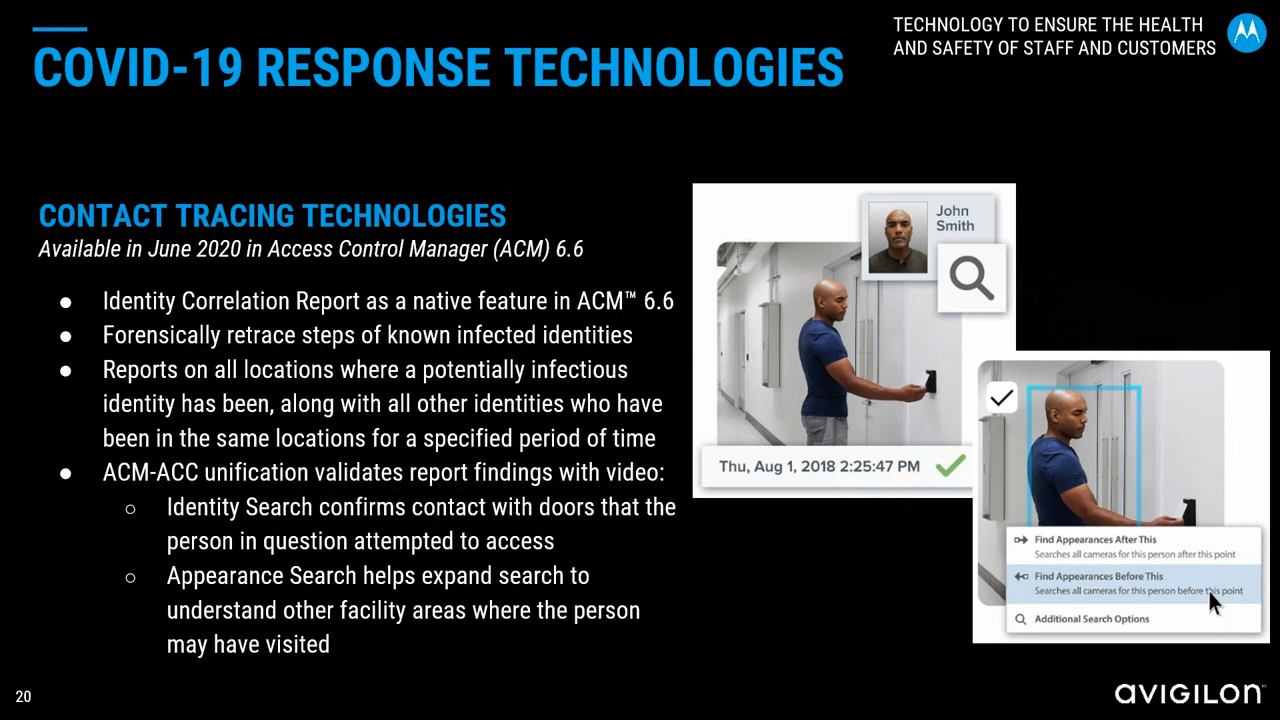 TECHNOLOGY TO ENSURE THE HEALTH
AND SAFETY OF STAFF AND CUSTOMERS
COVID-19 RESPONSE TECHNOLOGIES
CONTACT TRACING TECHNOLOGIES
Available in June 2020 in Access Control Manager (ACM) 6.6
● Identity Correlation Report as a native feature in ACM™ 6.6
● Forensically retrace steps of known infected identities
● Reports on all locations where a potentially infectious
identity has been, along with all other identities who have
been in the same locations for a specified period of time
● ACM-ACC unification validates report findings with video:
○ Identity Search confirms contact with doors that the
person in question attempted to access
○ Appearance Search helps expand search to
understand other facility areas where the person
may have visited
John
Smith
Thu, Aug 1, 2018 2:25:47 PM
Find Appearances After This
Searches all cameras for this person after this point
Find Appearances Before This
Searches all cameras for this person before this point
Additional Search Options
20
AVIGILON